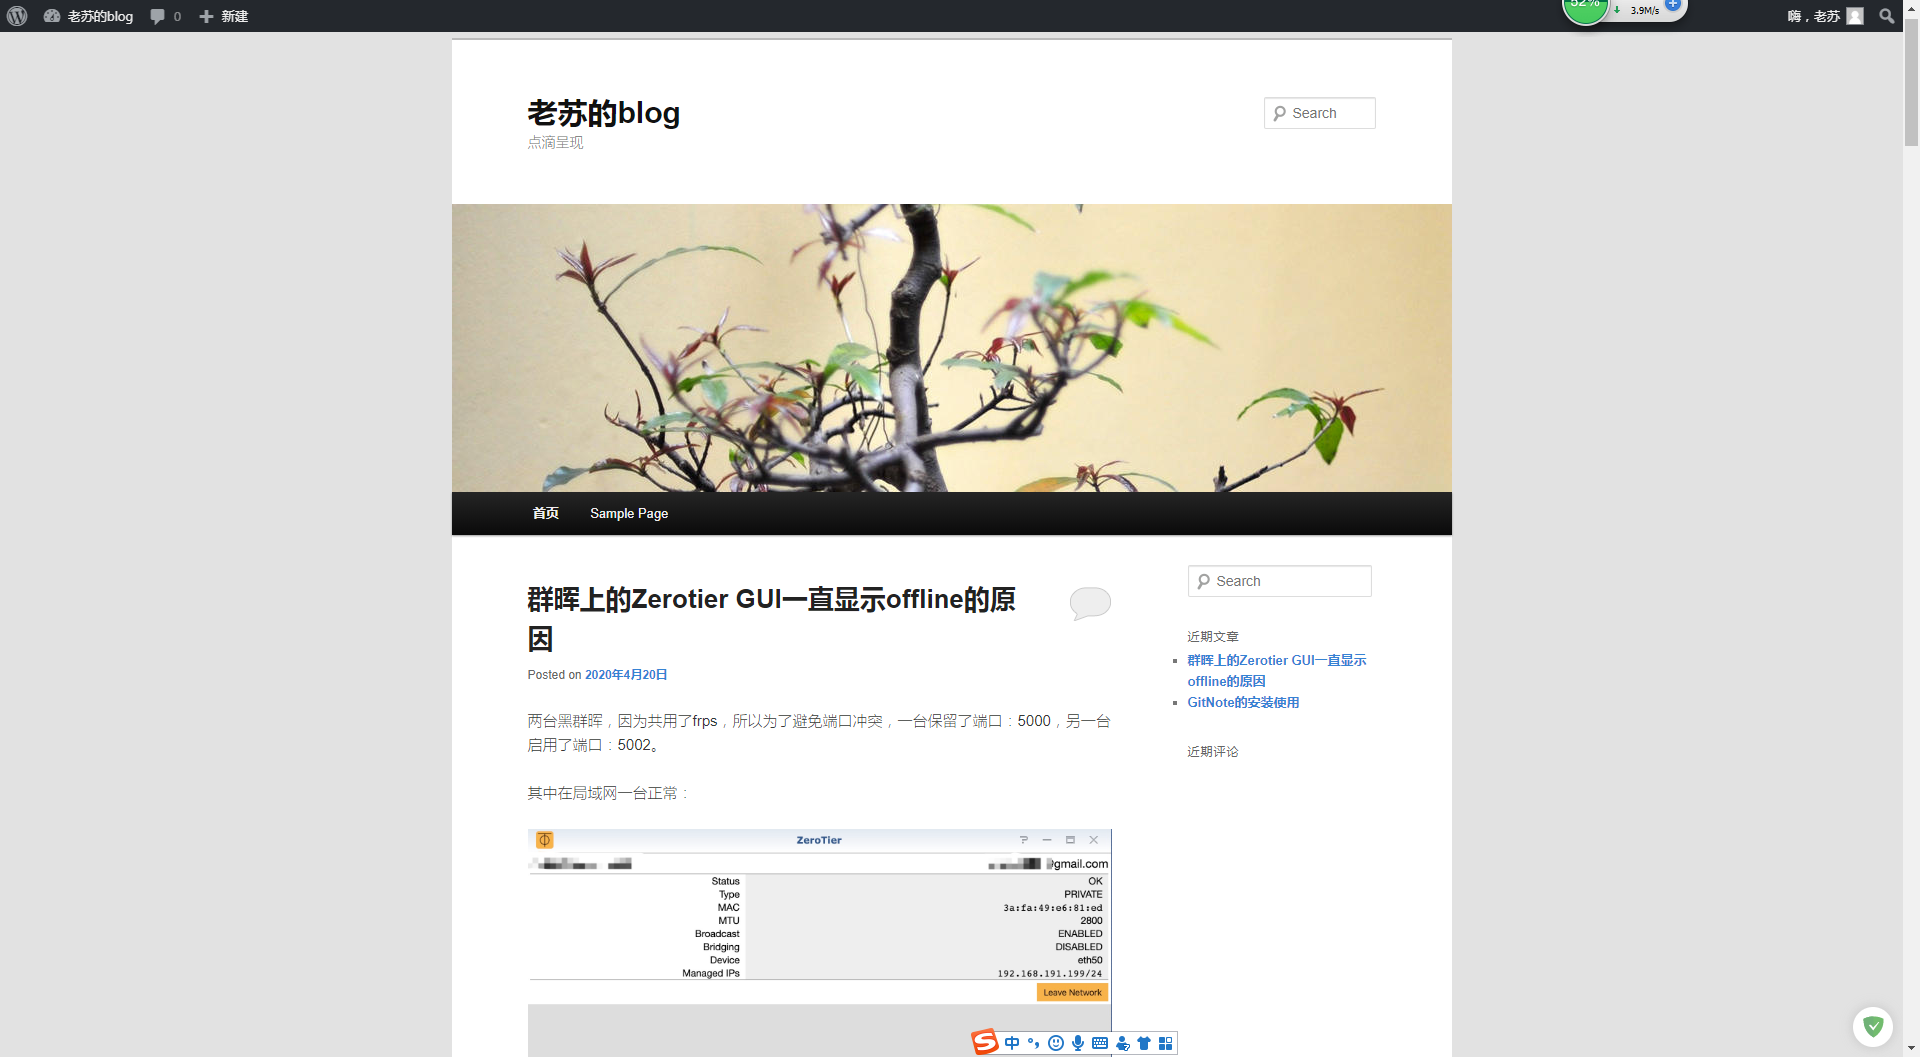 老苏的blog
0
新建
52%
3.9M/s
嗨，老苏
老苏的blog
点滴呈现
Search
首页
Sample Page
群晖上的Zerotier GUI一直显示offline的原
因
Posted on 2020年4月20日
两台黑群晖，因为共用了frps，所以为了避免端口冲突，一台保留了端口：5000，另一台
启用了端口：5002。
其中在局域网一台正常：
ZeroTier
@gmail.com
Status OK
Type PRIVATE
MAC 3a:fa:49:e6:81:ed
MTU 2800
Broadcast ENABLED
Bridging DISABLED
Device eth50
Managed IPs 192.168.191.199/24
Leave Network
Search
近期文章
群晖上的Zerotier GUI一直显示
offline的原因
GitNote的安装使用
近期评论
中